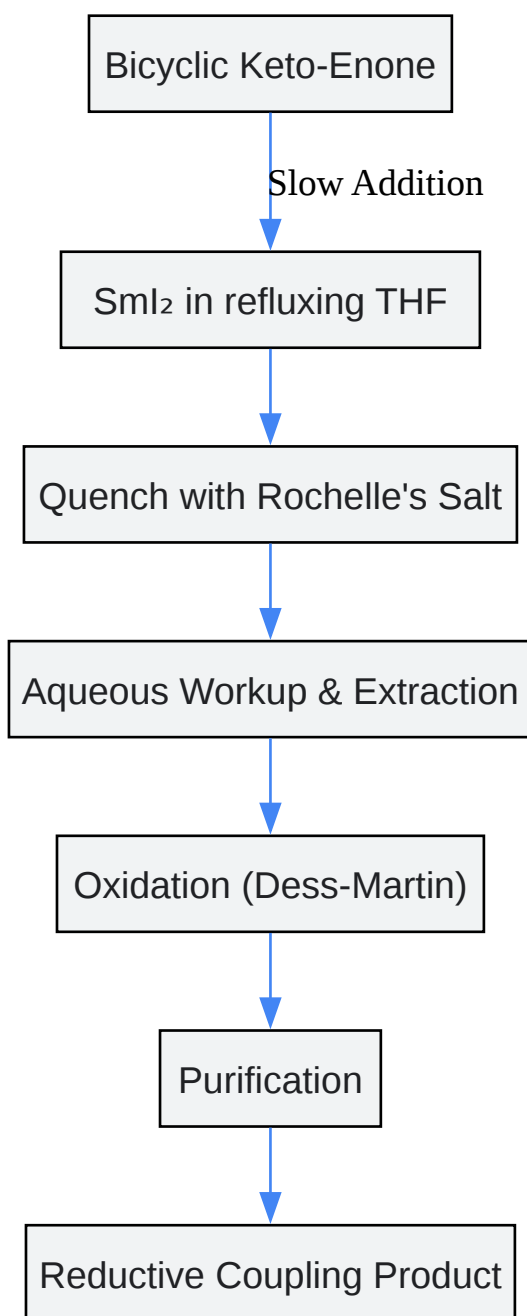 Bicyclic Keto-Enone
Slow Addition
SmI₂ in refluxing THF
Quench with Rochelle's Salt
Aqueous Workup & Extraction
Oxidation (Dess-Martin)
Purification
Reductive Coupling Product